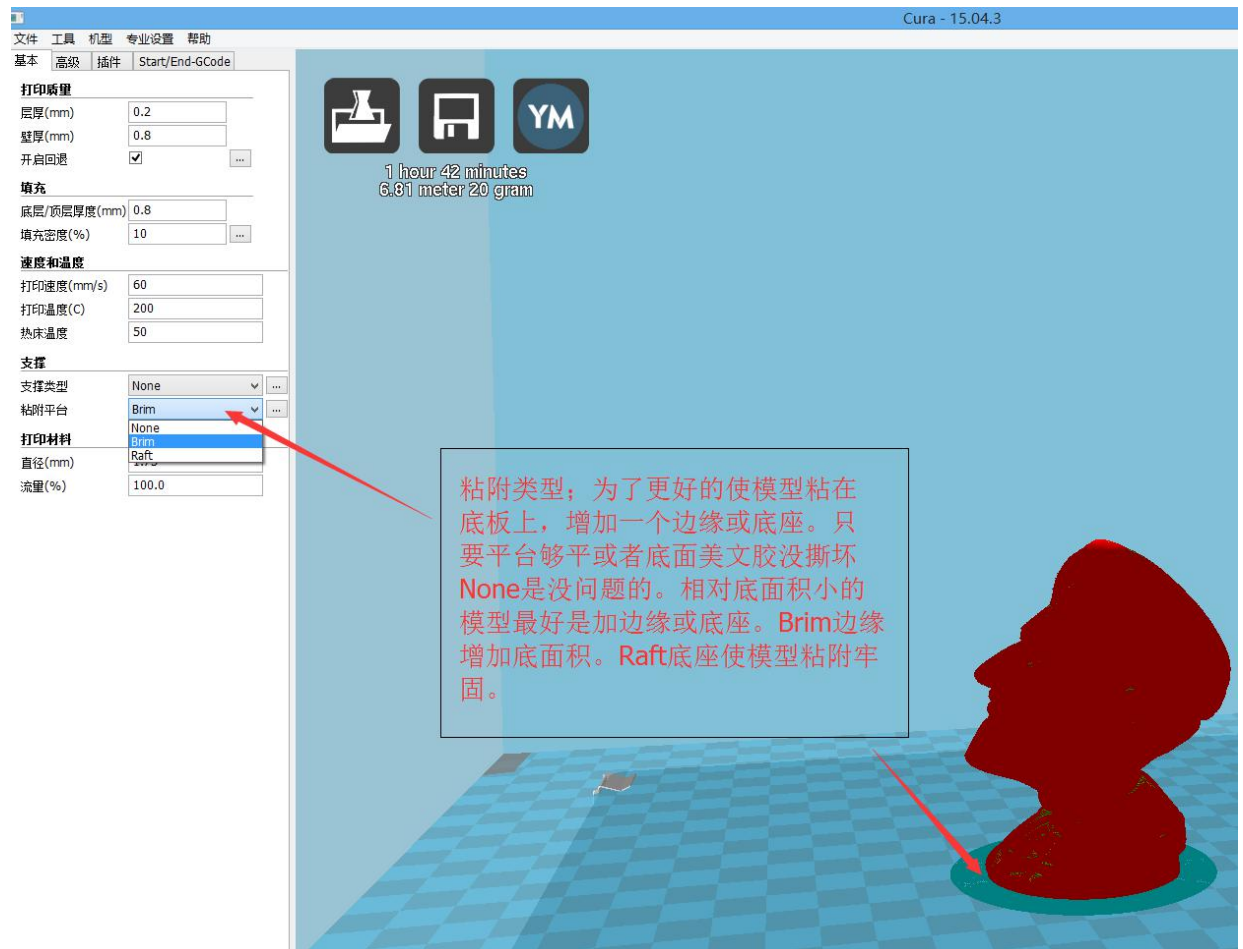 Cura - 15.04.3
文件 工具 机型 专业设置 帮助
基本 高级 插件 Start/End-GCode
打印质量
层厚(mm) 0.2
壁厚(mm) 0.8
开启回退 ...
填充
底层/顶层厚度(mm) 0.8
填充密度(%) 10 ...
速度和温度
打印速度(mm/s) 60
打印温度(C) 200
热床温度 50
支撑
支撑类型 None ...
粘附平台 Brim ...
None
Brim
Raft
打印材料
直径(mm)
流量(%) 100.0
YM
1 hour 42 minutes
6.81 meter 20 gram
粘附类型；为了更好的使模型粘在
底板上，增加一个边缘或底座。只
要平台够平或者底面美文胶没撕坏
None是没问题的。相对底面积小的
模型最好是加边缘或底座。Brim边缘
增加底面积。Raft底座使模型粘附牢
固。